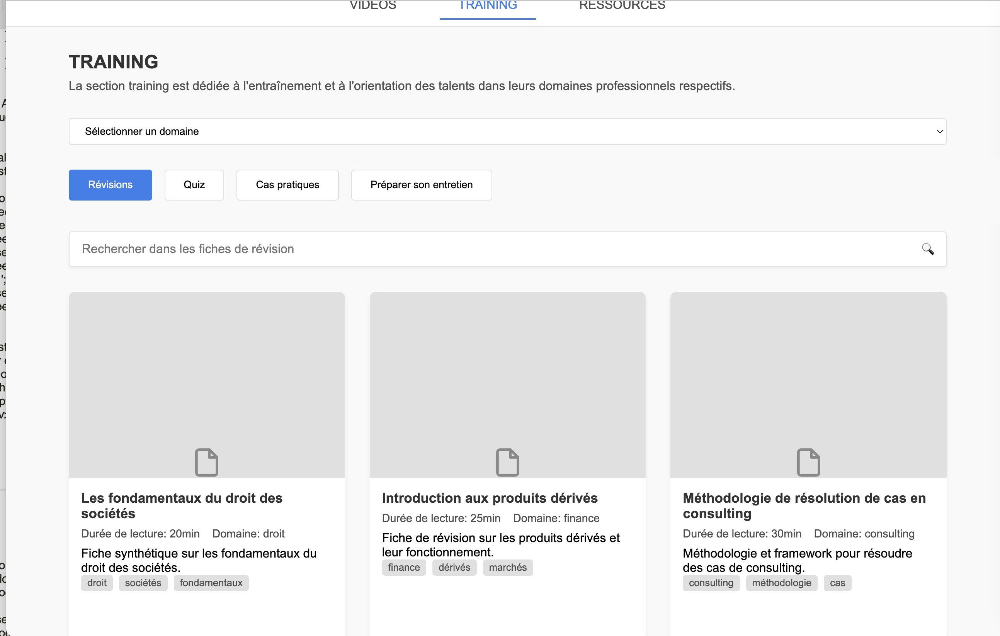 VIDEOS TRAINING RESSOURCES
TRAINING
La section training est dédiée à l'entraînement et à l'orientation des talents dans leurs domaines professionnels respectifs.
Sélectionner un domaine
Révisions Quiz Cas pratiques Préparer son entretien
Rechercher dans les fiches de révision
Les fondamentaux du droit des
sociétés
Durée de lecture: 20min Domaine: droit
Fiche synthétique sur les fondamentaux du
droit des sociétés.
droit sociétés fondamentaux
Introduction aux produits dérivés
Durée de lecture: 25min Domaine: finance
Fiche de révision sur les produits dérivés et
leur fonctionnement.
finance dérivés marchés
Méthodologie de résolution de cas en
consulting
Durée de lecture: 30min Domaine: consulting
Méthodologie et framework pour résoudre
des cas de consulting.
consulting méthodologie cas